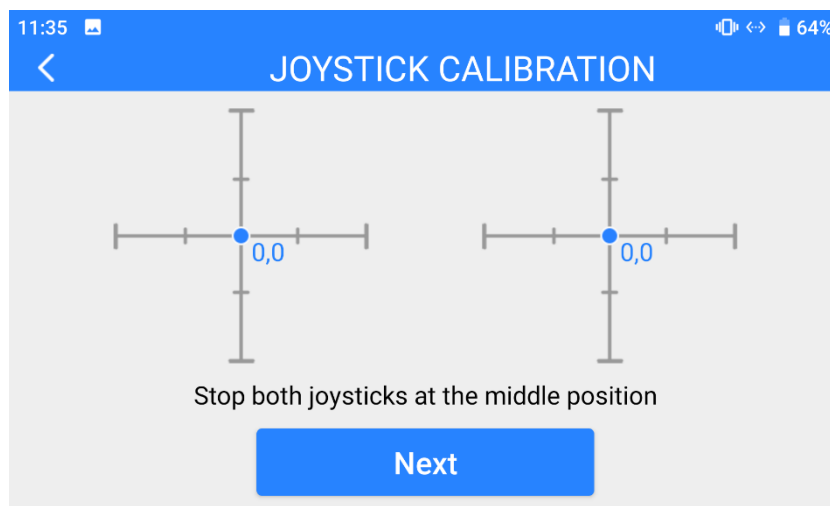 11:35 64%
JOYSTICK CALIBRATION
0,0 0,0
Stop both joysticks at the middle position
Next